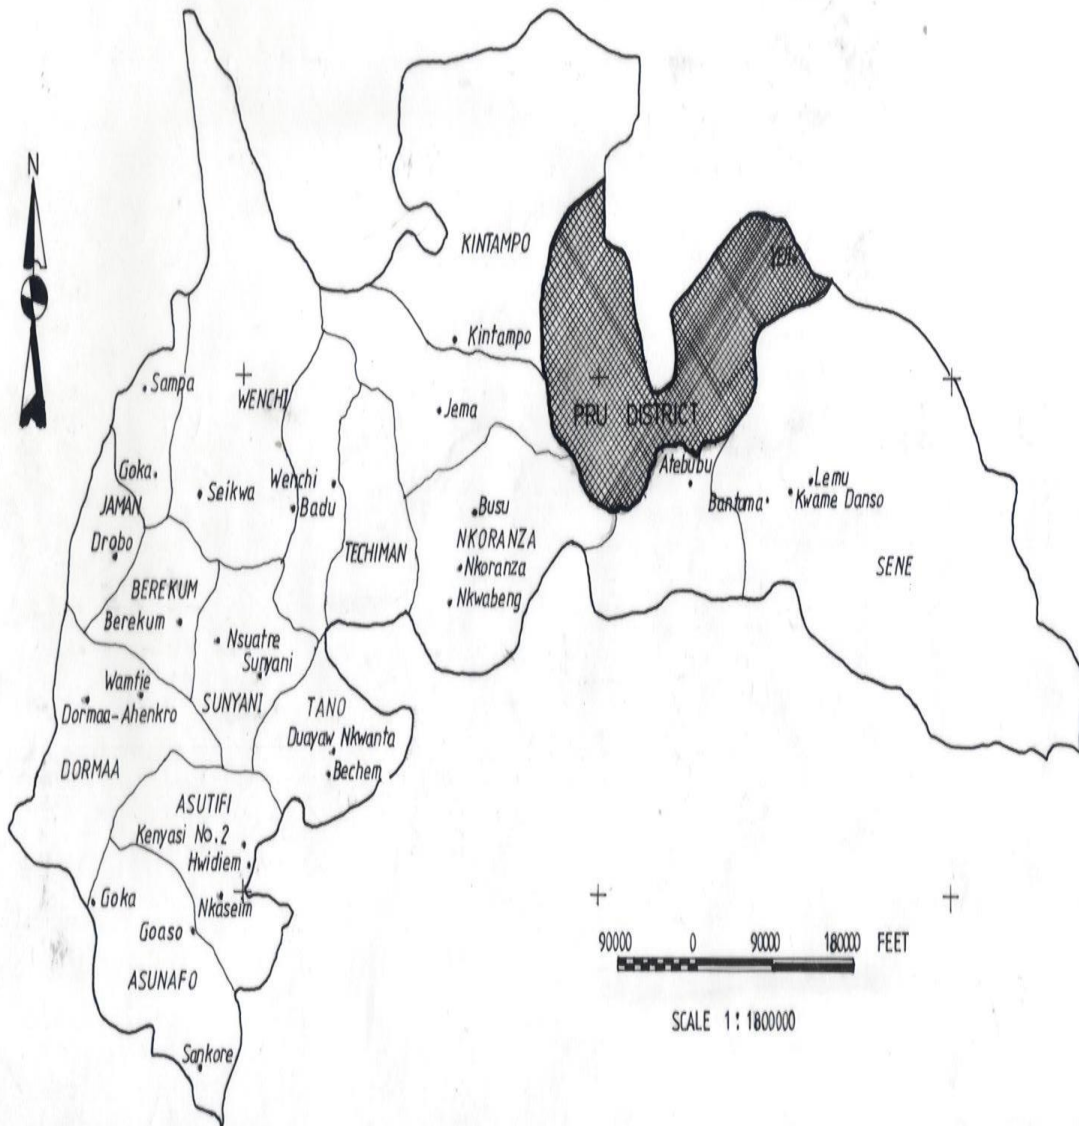 N
KINTAMPO
Kintampo
Sampa
WENCHI
Jema
PRU DISTRICT
Goka
Seikwa
Wenchi
Badu
JAMAN
Atebubu
Lemu
Bantama
Kwame Danso
Busu
NKORANZA
Drobo
TECHIMAN
Nkoranza
SENE
BEREKUM
Nkwabeng
Berekum
Nsuatre
Sunyani
Wamfie
SUNYANI
TANO
Dormaa-Ahenkro
Duayaw Nkwanta
DORMAA
Bechem
ASUTIFI
Kenyasi No.2
Hwidiem
Goka
Nkaseim
Goaso
ASUNAFO
Sankore
90000 0 90000 180000 FEET
SCALE 1:1800000